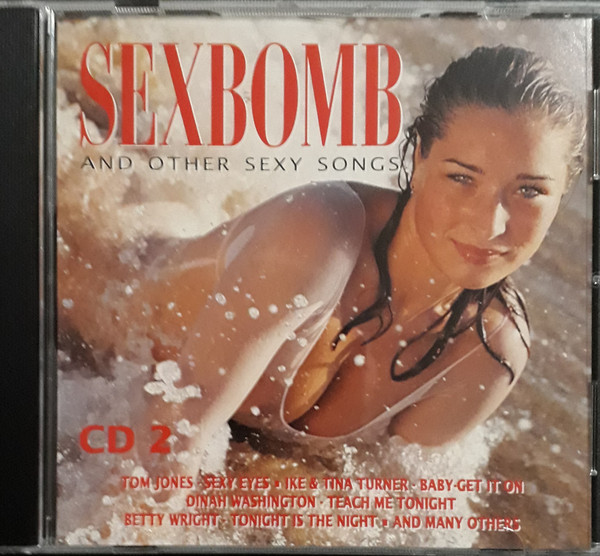 SEXBOMB
AND OTHER SEXY SONGS
CD 2
TOM JONES · SEXY EYES ▪ IKE & TINA TURNER · BABY-GET IT ON
DINAH WASHINGTON · TEACH ME TONIGHT
BETTY WRIGHT · TONIGHT IS THE NIGHT ▪ AND MANY OTHERS